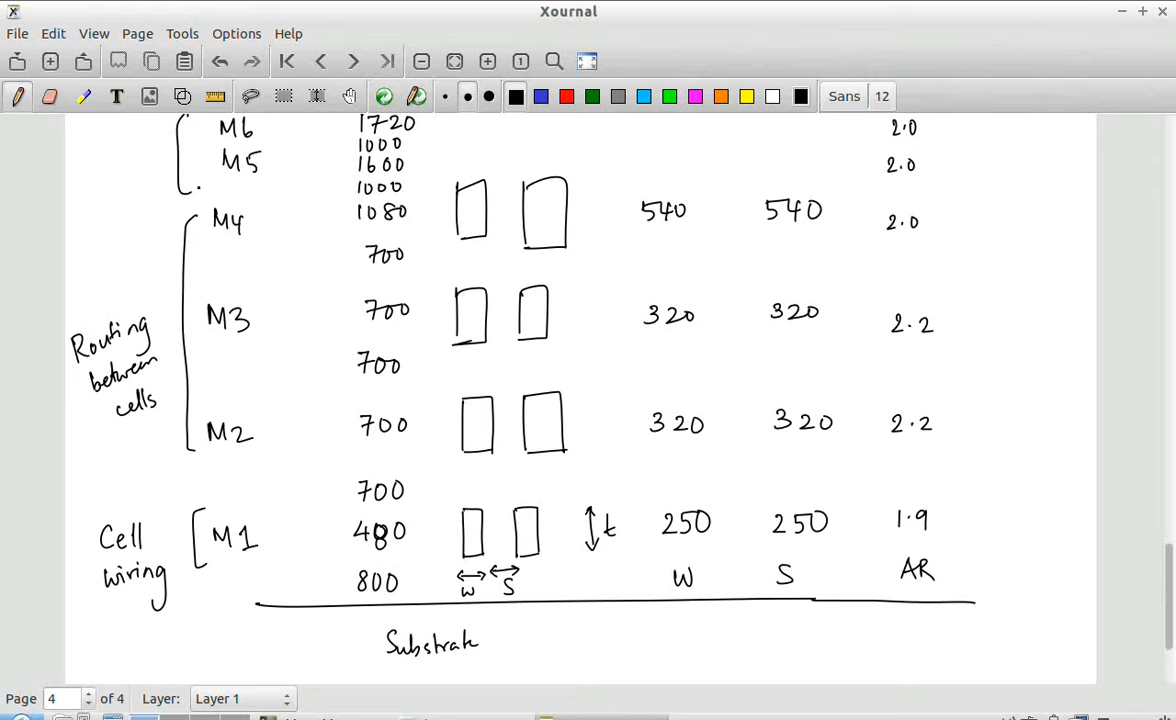 Xournal
File Edit View Page Tools Options Help
Sans 12
M6 1720 2.0
1000
M5 1600 2.0
1000
M4 1080 540 540 2.0
700
M3 700 320 320 2.2
700
Routing
between
cells
M2 700 320 320 2.2
700
Cell
wiring
M1 480 t 250 250 1.9
800 W S W S AR
Substrate
Page 4 of 4 Layer: Layer 1